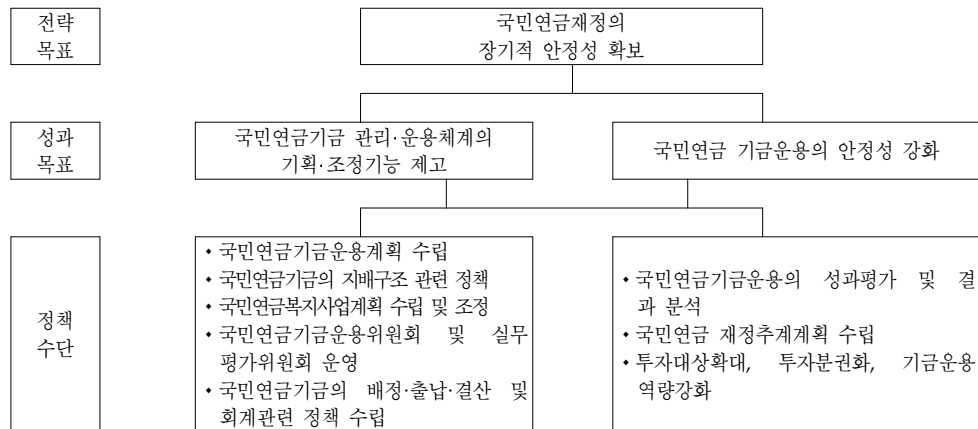 전략
목표
국민연금재정의
장기적 안정성 확보
성과
목표
국민연금기금 관리·운용체계의
기획·조정기능 제고
국민연금 기금운용의 안정성 강화
정책
수단
◆ 국민연금기금운용계획 수립
◆ 국민연금기금의 지배구조 관련 정책
◆ 국민연금복지사업계획 수립 및 조정
◆ 국민연금기금운용위원회 및 실무
평가위원회 운영
◆ 국민연금기금의 배정·출납·결산 및
회계관련 정책 수립
◆ 국민연금기금운용의 성과평가 및 결
과 분석
◆ 국민연금 재정추계계획 수립
◆ 투자대상확대, 투자분권화, 기금운용
역량강화